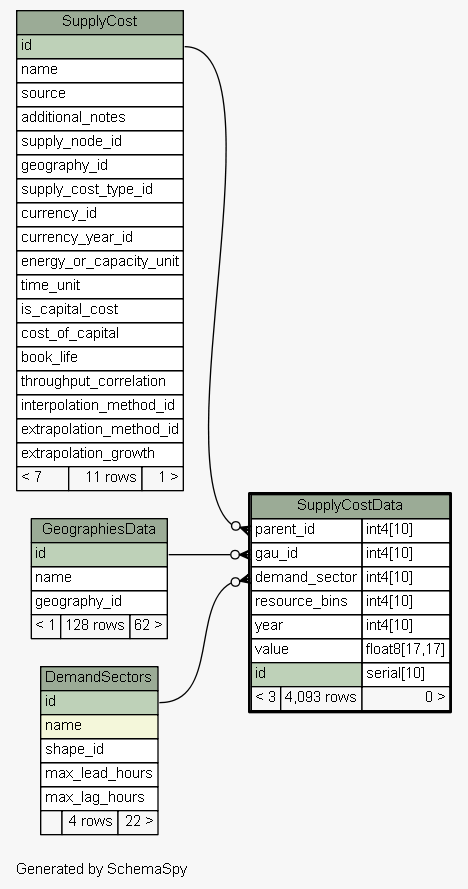 SupplyCost
id
name
source
additional_notes
supply_node_id
geography_id
supply_cost_type_id
currency_id
currency_year_id
energy_or_capacity_unit
time_unit
is_capital_cost
cost_of_capital
book_life
throughput_correlation
interpolation_method_id
extrapolation_method_id
extrapolation_growth
< 7 11 rows 1 >
SupplyCostData
parent_id int4[10]
gau_id int4[10]
demand_sector int4[10]
resource_bins int4[10]
year int4[10]
value float8[17,17]
id serial[10]
< 3 4,093 rows 0 >
GeographiesData
id
name
geography_id
< 1 128 rows 62 >
DemandSectors
id
name
shape_id
max_lead_hours
max_lag_hours
4 rows 22 >
Generated by SchemaSpy